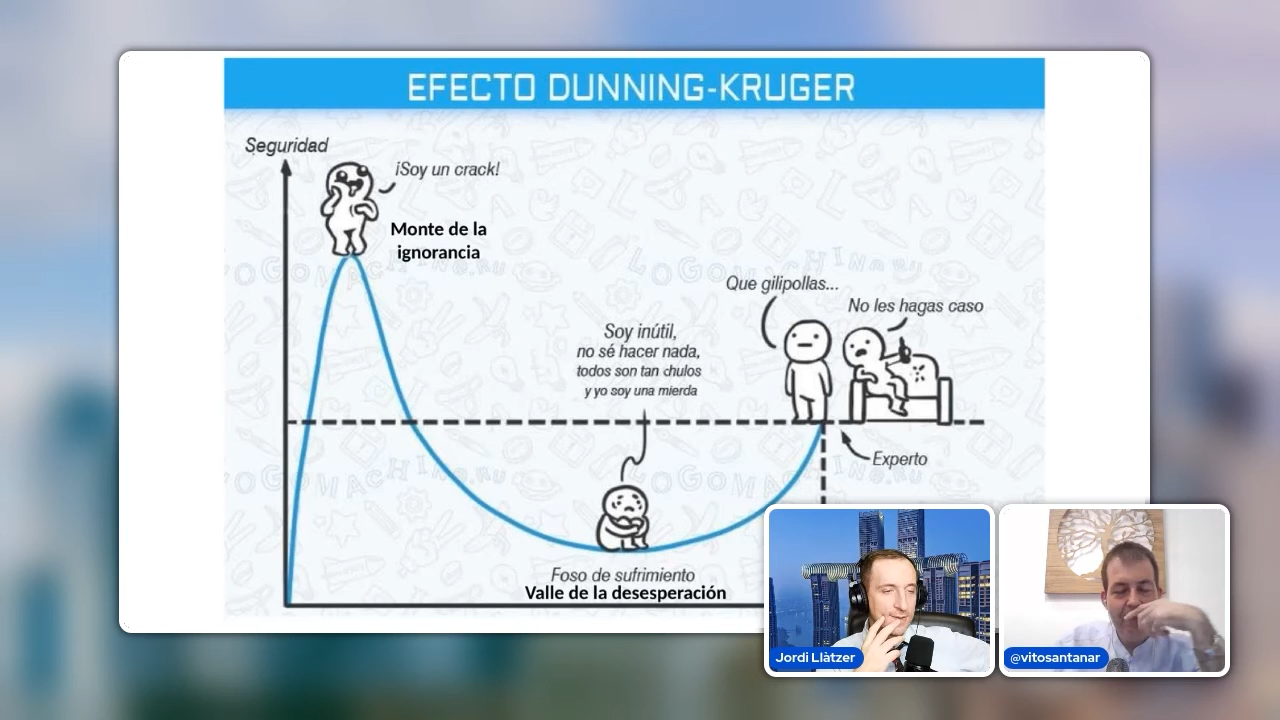 EFECTO DUNNING-KRUGER
Seguridad
¡Soy un crack!
Monte de la
ignorancia
Que gilipollas...
No les hagas caso
Soy inútil,
no sé hacer nada,
todos son tan chulos
y yo soy una mierda
Experto
Foso de sufrimiento
Valle de la desesperación
Jordi Llàtzer
@vitosantanar